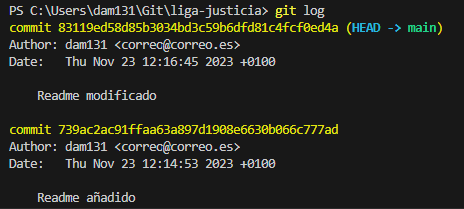 PS C:\Users\dam131\Git\liga-justicia> git log
commit 83119ed58d85b3034bd3c59b6dfd81c4fcf0ed4a (HEAD -> main)
Author: dam131 <correo@correo.es>
Date:   Thu Nov 23 12:16:45 2023 +0100
    Readme modificado
commit 739ac2ac91ffaa63a897d1908e6630b066c777ad
Author: dam131 <correo@correo.es>
Date:   Thu Nov 23 12:14:53 2023 +0100
    Readme añadido